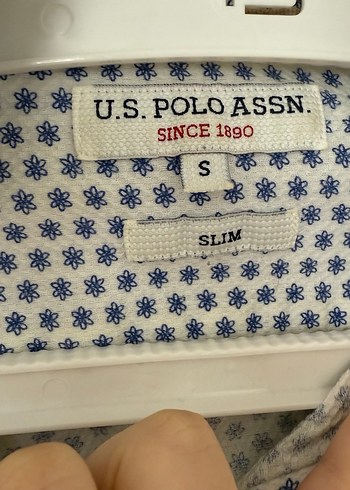 U.S. POLO ASSN.
SINCE 1890
S
SLIM